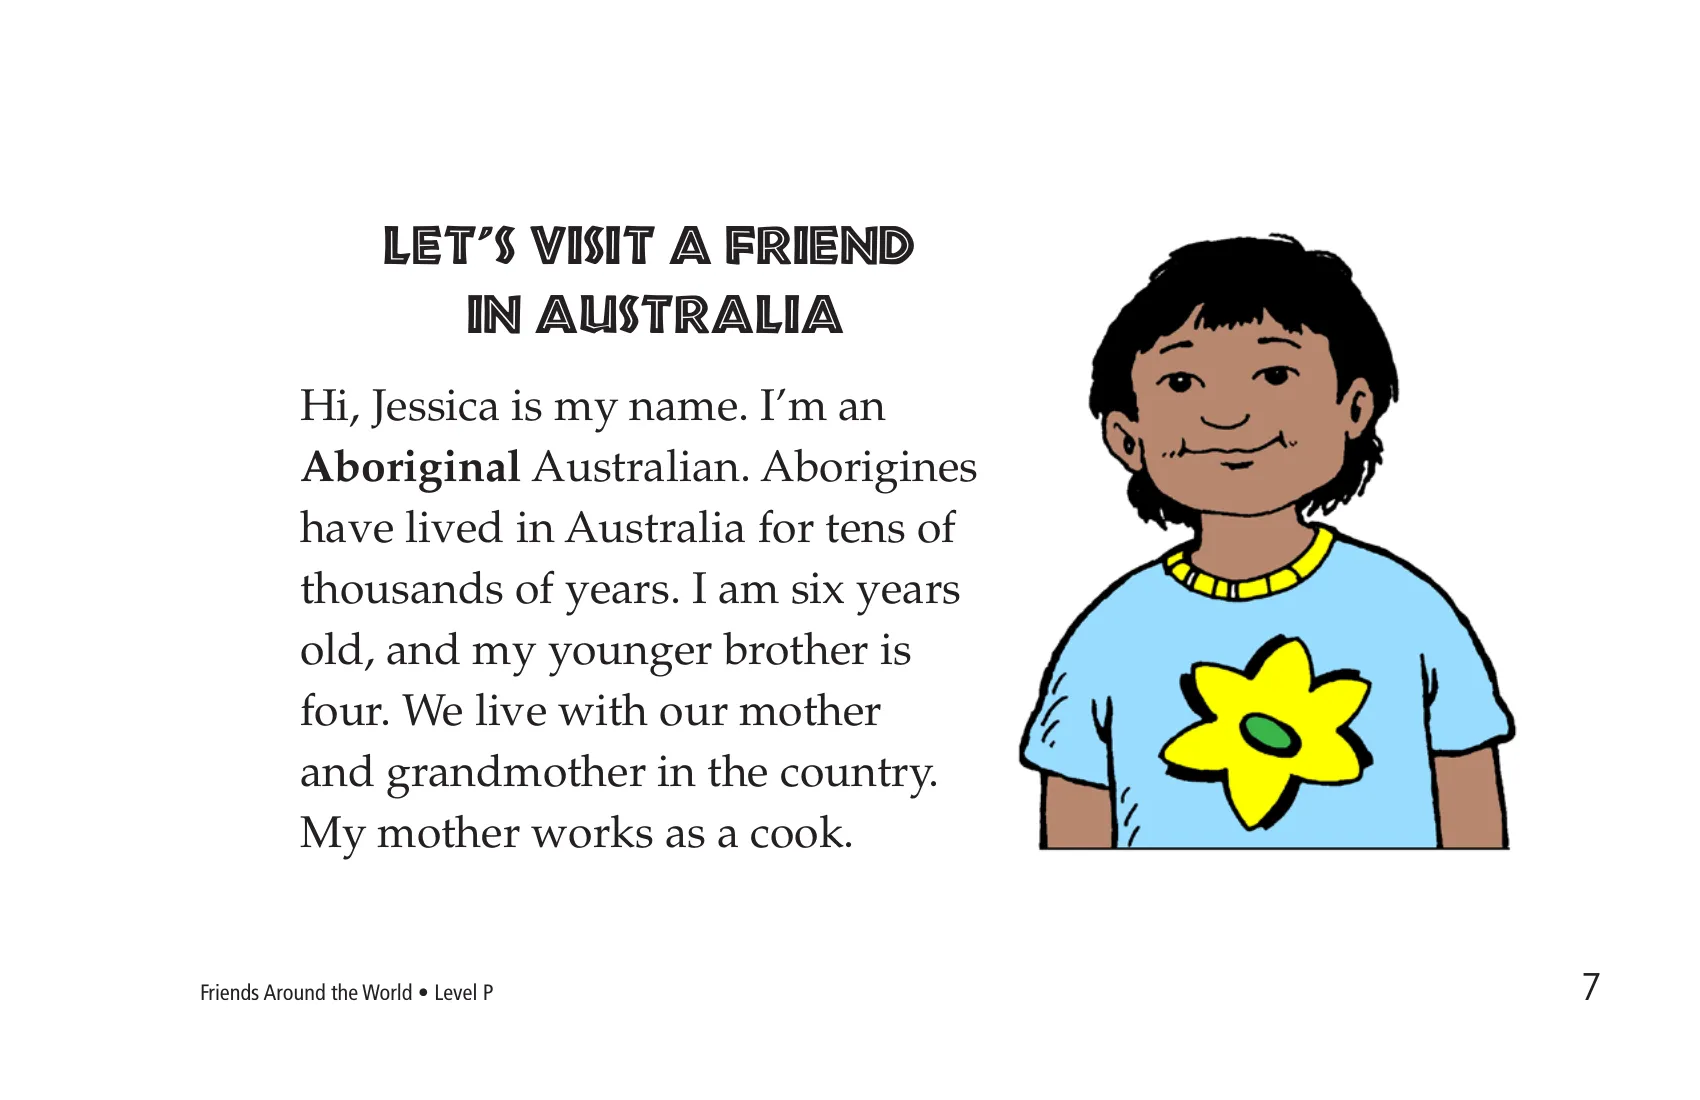 LET'S VISIT A FRIEND
IN AUSTRALIA
Hi, Jessica is my name. I'm an
Aboriginal Australian. Aborigines
have lived in Australia for tens of
thousands of years. I am six years
old, and my younger brother is
four. We live with our mother
and grandmother in the country.
My mother works as a cook.
Friends Around the World • Level P
7